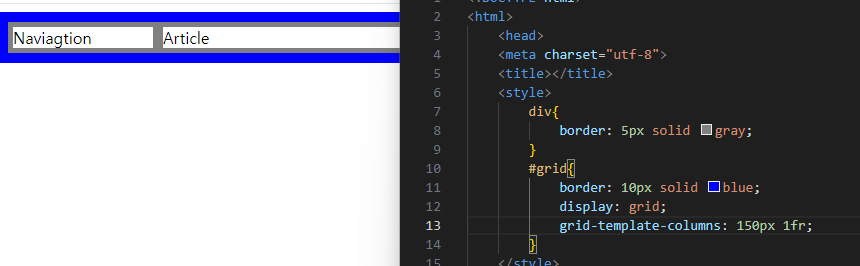 Naviagtion Article
2 <html>
3 <head>
4 <meta charset="utf-8">
5 <title></title>
6 <style>
7 div{
8 border: 5px solid gray;
9 }
10 #grid{
11 border: 10px solid blue;
12 display: grid;
13 grid-template-columns: 150px 1fr;
14 }
15 </style>